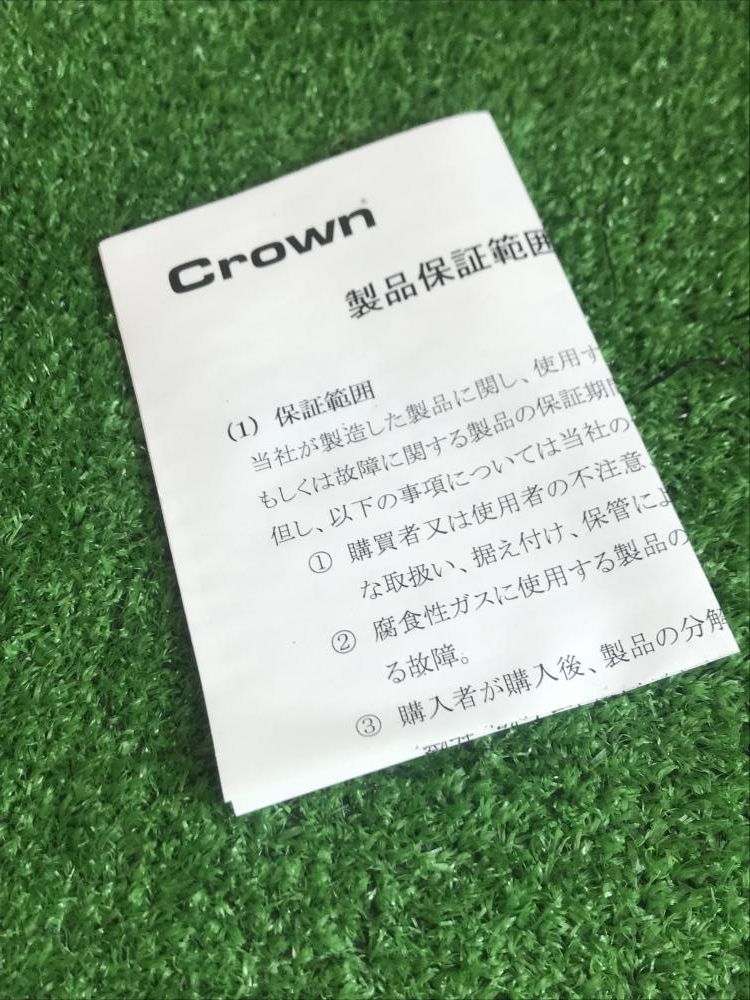 Crown
製品保証範囲
(1) 保証範囲
当社が製造した製品に関し、使用す
もしくは故障に関する製品の保証期間
但し、以下の事項については当社の
① 購買者又は使用者の不注意、
な取扱い、据え付け、保管によ
② 腐食性ガスに使用する製品の
る故障。
③ 購入者が購入後、製品の分解